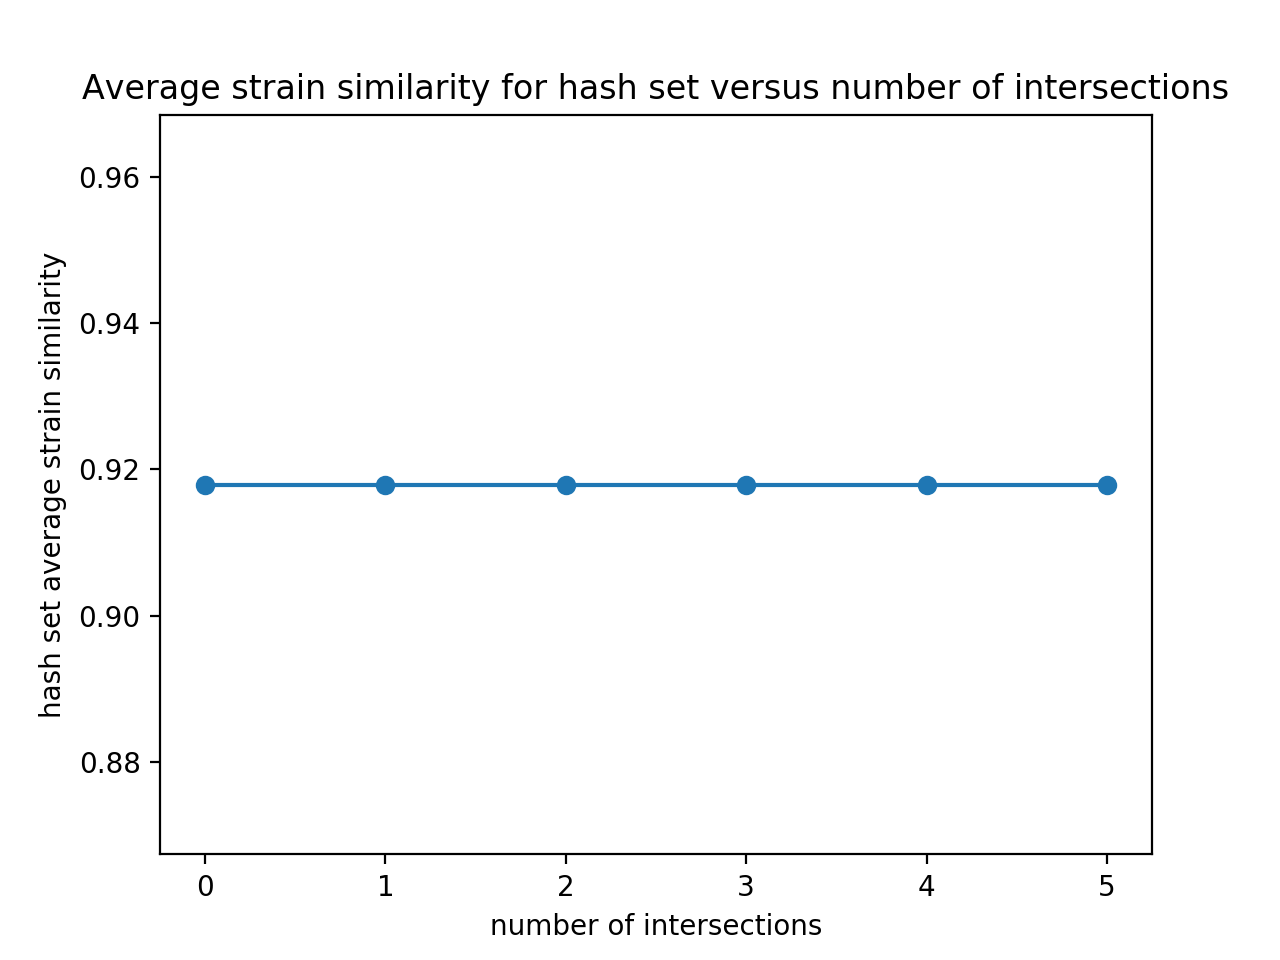 Average strain similarity for hash set versus number of intersections
0.96
0.94
0.92
0.90
0.88
hash set average strain similarity
0 1 2 3 4 5
number of intersections